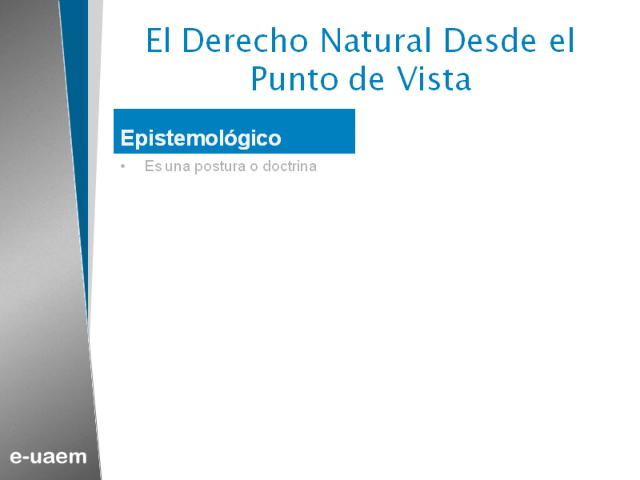 El Derecho Natural Desde el
Punto de Vista
Epistemológico
• Es una postura o doctrina
e-uaem